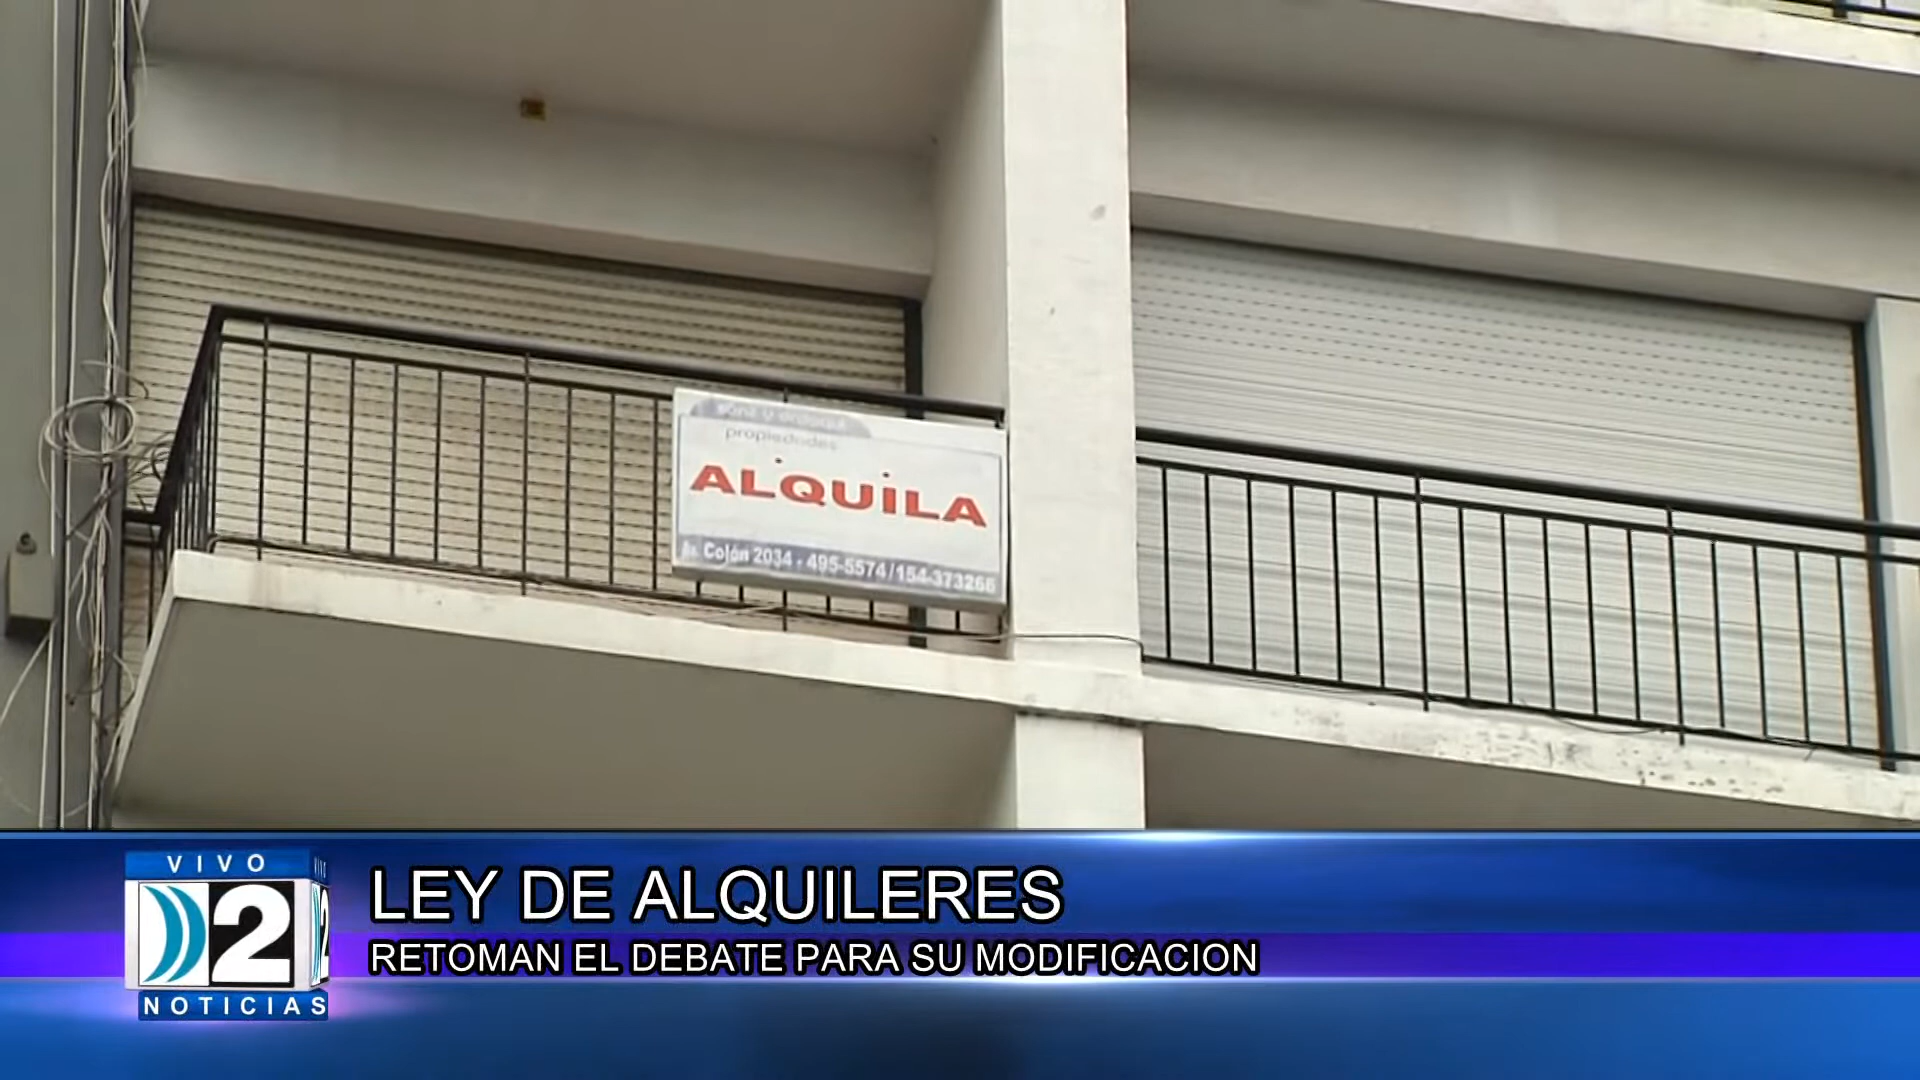 propiedades
ALQUILA
Av. Colón 2034 - 495-5574 / 154-373266
VIVO
2
NOTICIAS
LEY DE ALQUILERES
RETOMAN EL DEBATE PARA SU MODIFICACION